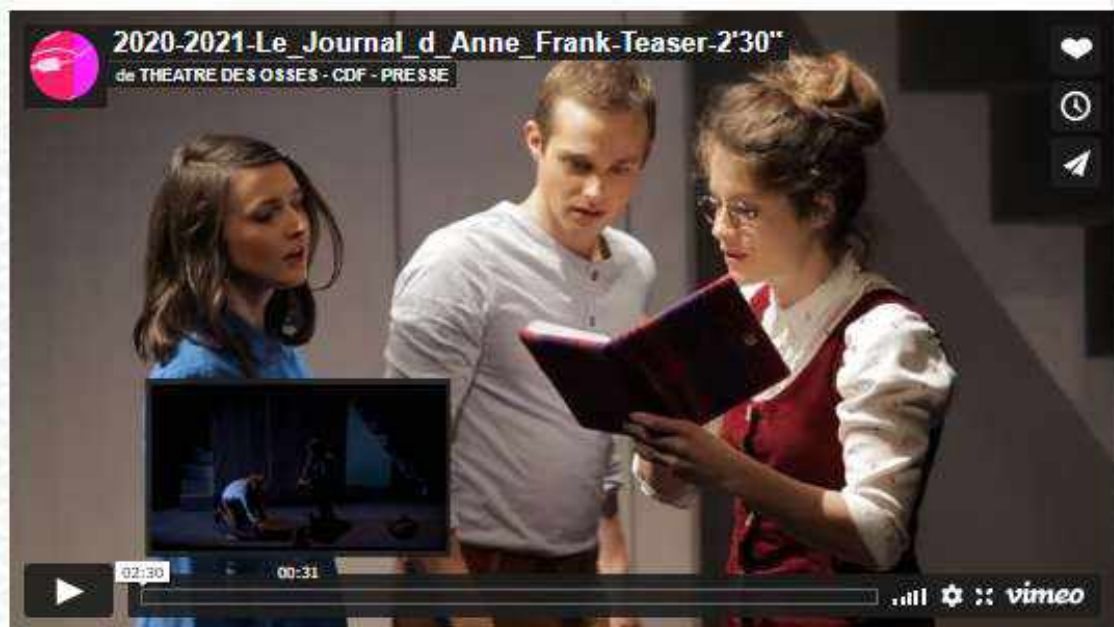 2020-2021-Le_Journal_d_Anne_Frank-Teaser-2'30"
de THEATRE DES OSSES - CDF - PRESSE
02:30
00:31
vimeo